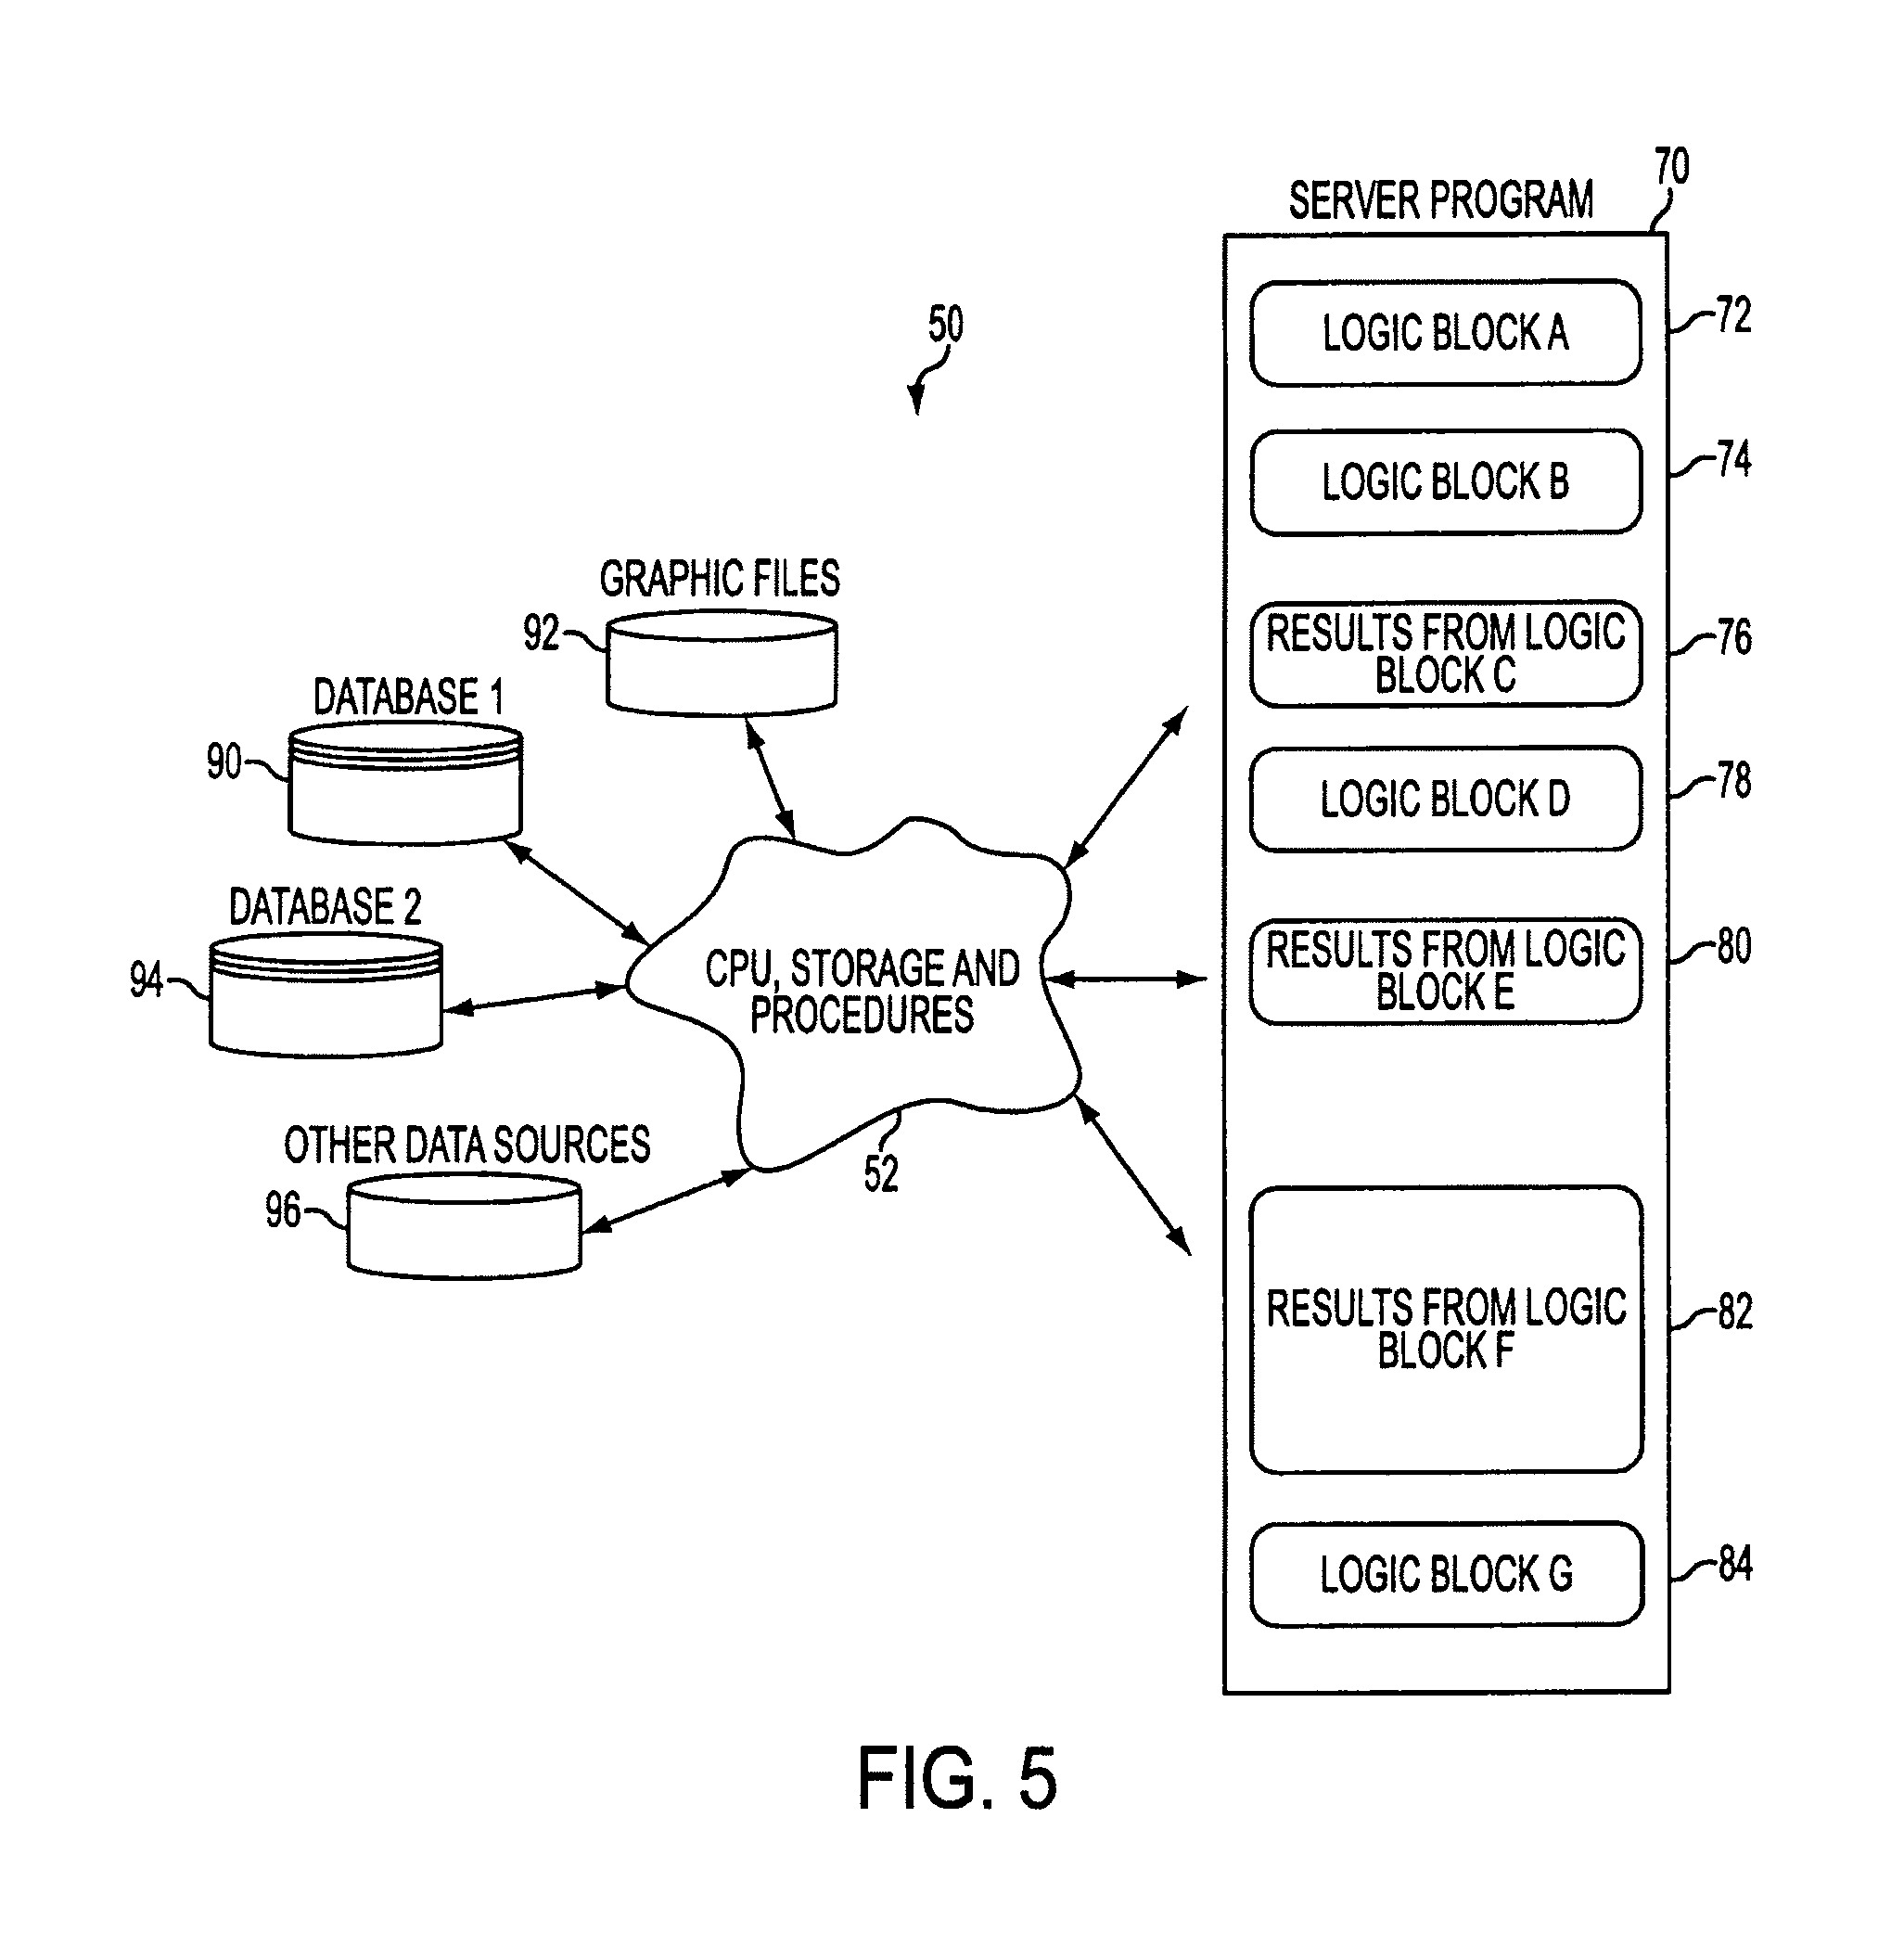 70
SERVER PROGRAM
72
LOGIC BLOCK A
50
74
LOGIC BLOCK B
GRAPHIC FILES
92
RESULTS FROM LOGIC
BLOCK C
76
DATABASE 1
90
LOGIC BLOCK D
78
DATABASE 2
94
CPU, STORAGE AND
PROCEDURES
52
RESULTS FROM LOGIC
BLOCK E
80
OTHER DATA SOURCES
96
RESULTS FROM LOGIC
BLOCK F
82
LOGIC BLOCK G
84
FIG. 5